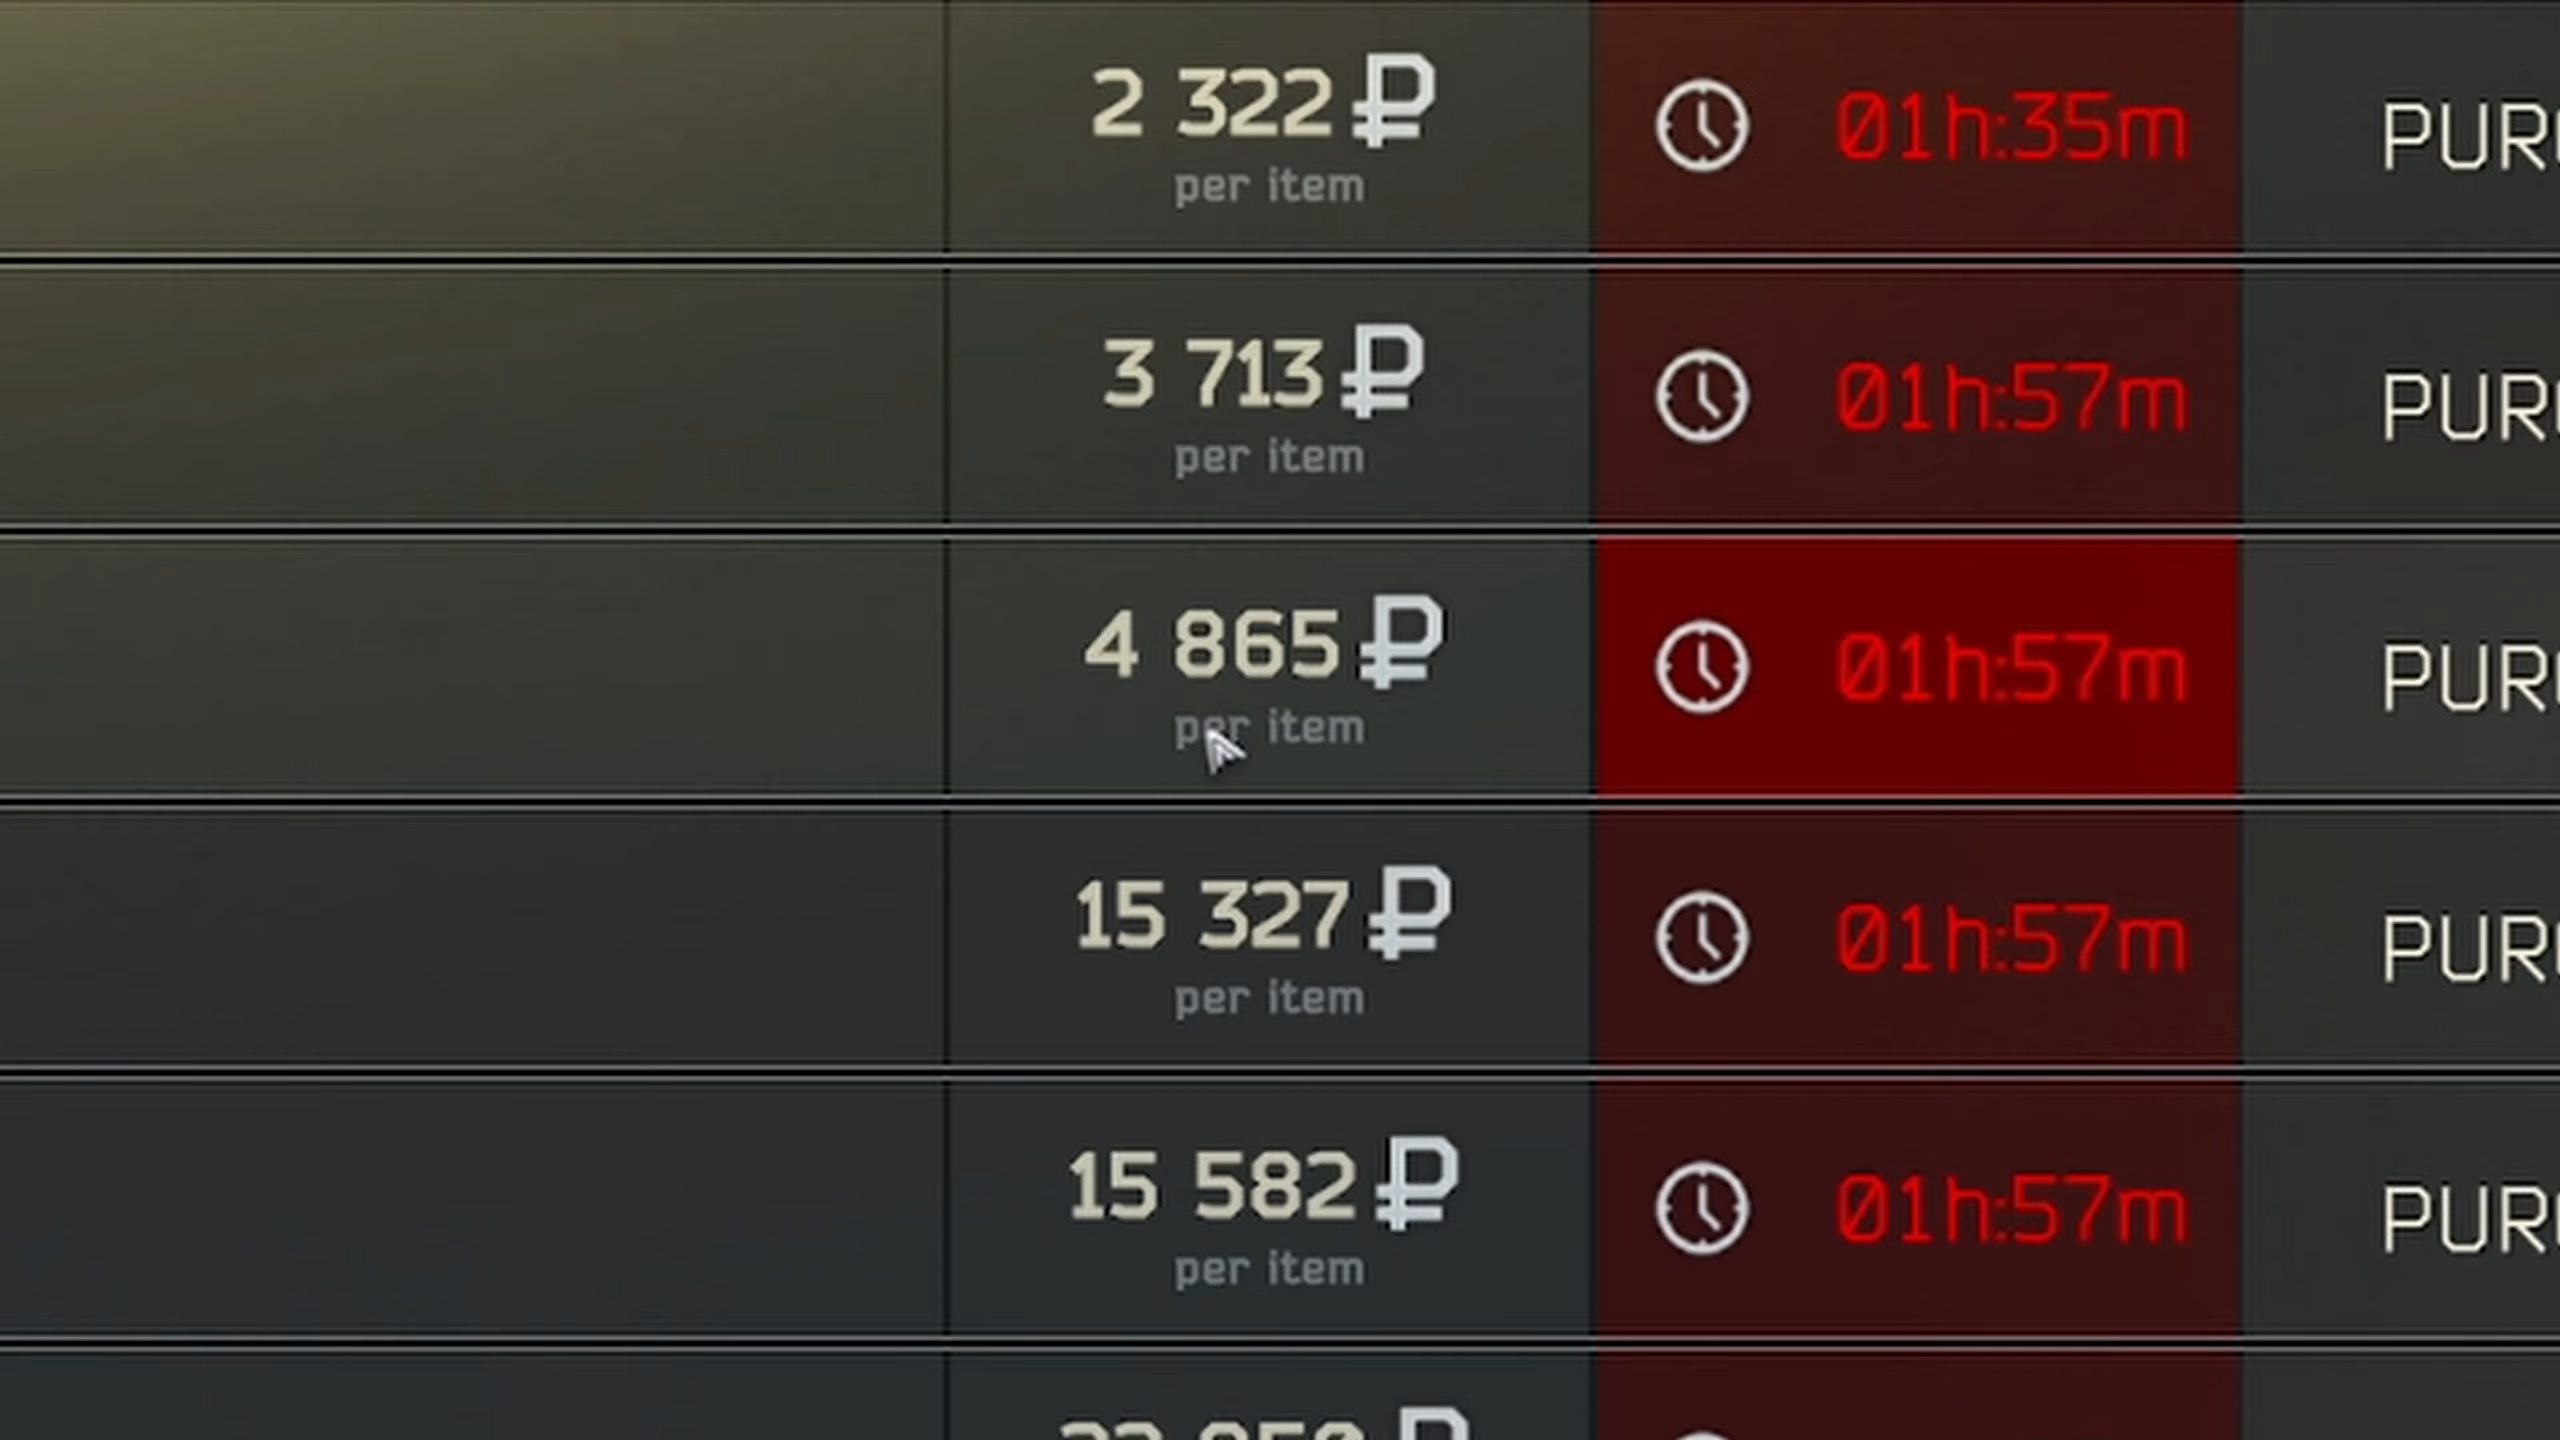 2 322 ₽
per item
01h:35m
PUR
3 713 ₽
per item
01h:57m
PUR
4 865 ₽
per item
01h:57m
PUR
15 327 ₽
per item
01h:57m
PUR
15 582 ₽
per item
01h:57m
PUR